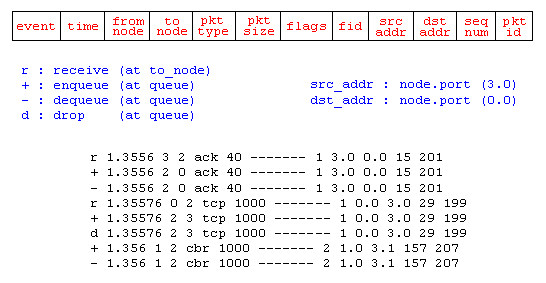 event time from node to node pkt type pkt size flags fid src addr dst addr seq num pkt id
r : receive (at to_node)
+ : enqueue (at queue)
- : dequeue (at queue)
d : drop (at queue)
src_addr : node.port (3.0)
dst_addr : node.port (0.0)
r 1.3556 3 2 ack 40 ------- 1 3.0 0.0 15 201
+ 1.3556 2 0 ack 40 ------- 1 3.0 0.0 15 201
- 1.3556 2 0 ack 40 ------- 1 3.0 0.0 15 201
r 1.35576 0 2 tcp 1000 ------- 1 0.0 3.0 29 199
+ 1.35576 2 3 tcp 1000 ------- 1 0.0 3.0 29 199
d 1.35576 2 3 tcp 1000 ------- 1 0.0 3.0 29 199
+ 1.356 1 2 cbr 1000 ------- 2 1.0 3.1 157 207
- 1.356 1 2 cbr 1000 ------- 2 1.0 3.1 157 207